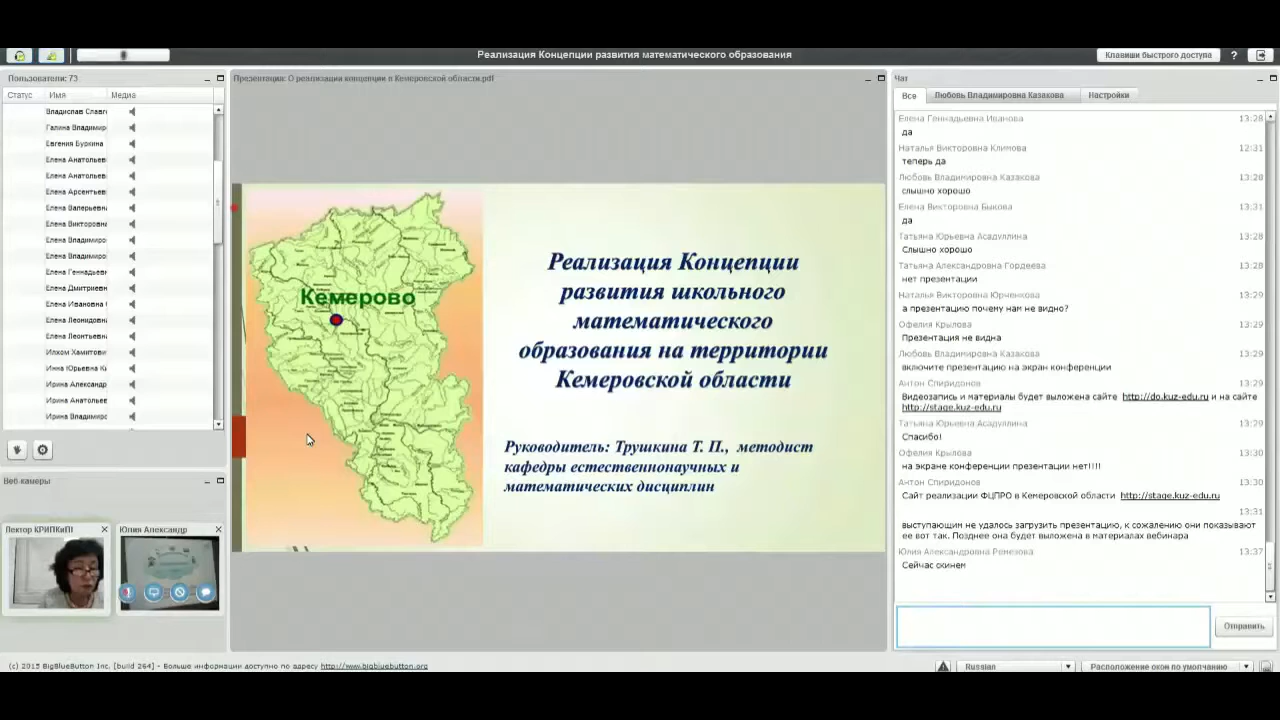 Реализация Концепции развития математического образования
Клавиши быстрого доступа
?
Пользователи: 73
Статус Имя Медиа
Владислав Славг
Галина Владимир
Евгения Буркина
Елена Анатольев
Елена Анатольев
Елена Арсентьев
Елена Валерьевн
Елена Викторовн
Елена Владимиро
Елена Владимиро
Елена Геннадьев
Елена Дмитриевн
Елена Ивановна
Елена Леонидовн
Елена Леонтьевн
Илхом Хамитович
Инна Юрьевна Ки
Ирина Александр
Ирина Анатольев
Ирина Владимиро
Веб-камеры
Лектор КРИПКиПІ
Юлия Александр
Презентация: О реализации концепции в Кемеровской области.pdf
Кемерово
Реализация Концепции
развития школьного
математического
образования на территории
Кемеровской области
Руководитель: Трушкина Т. П., методист
кафедры естественнонаучных и
математических дисциплин
Чат
Все Любовь Владимировна Казакова Настройки
Елена Геннадьевна Иванова 13:28
да
Наталья Викторовна Климова 12:31
теперь да
Любовь Владимировна Казакова 13:28
слышно хорошо
Елена Викторовна Быкова 13:31
да
Татьяна Юрьевна Асадуллина 13:28
Слышно хорошо
Татьяна Александровна Гордеева 13:28
нет презентации
Наталья Викторовна Юрченкова 13:29
а презентацию почему нам не видно?
Офелия Крылова 13:29
Презентация не видна
Любовь Владимировна Казакова 13:29
включите презентацию на экран конференции
Антон Спиридонов 13:29
Видеозапись и материалы будет выложена сайте http://do.kuz-edu.ru и на сайте
http://stage.kuz-edu.ru
Татьяна Юрьевна Асадуллина 13:29
Спасибо!
Офелия Крылова 13:30
на экране конференции презентации нет!!!!
Антон Спиридонов 13:30
Сайт реализации ФЦПРО в Кемеровской области http://stage.kuz-edu.ru
13:31
выступающим не удалось загрузить презентацию, к сожалению они показывают
ее вот так. Позднее она будет выложена в материалах вебинара
Юлия Александровна Ремезова 13:37
Сейчас скинем
Отправить
(c) 2015 BigBlueButton Inc. [build 264] - Больше информации доступно по адресу http://www.bigbluebutton.org
Russian
Расположение окон по умолчанию